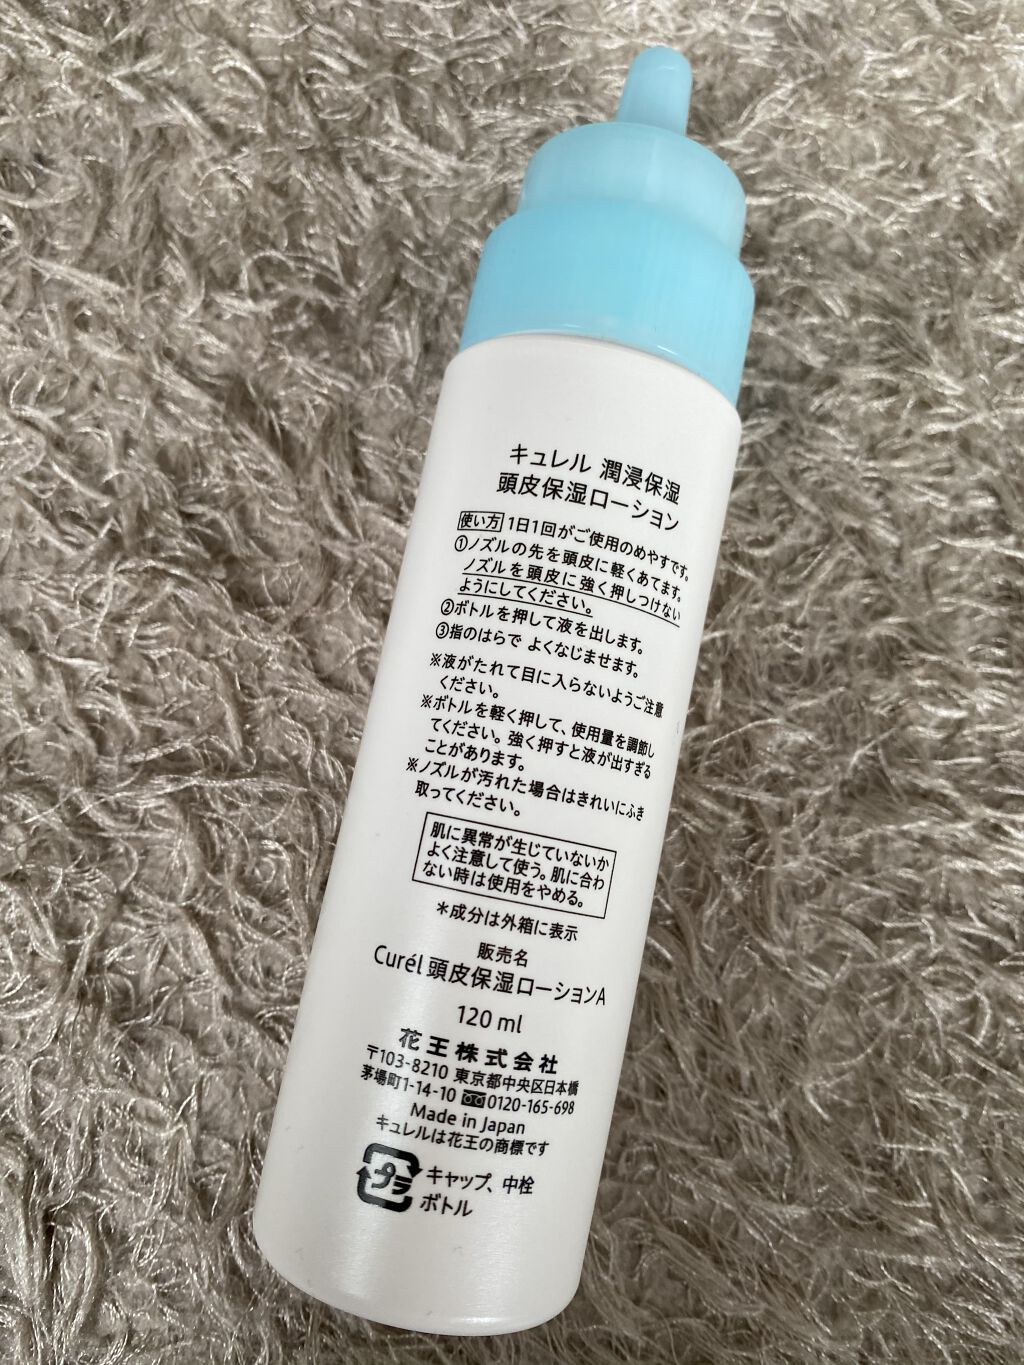 キュレル 潤浸保湿
頭皮保湿ローション
使い方 1日1回がご使用のめやすです。
①ノズルの先を頭皮に軽くあてます。
ノズルを頭皮に強く押しつけない
ようにしてください。
②ボトルを押して液を出します。
③指のはらで よくなじませます。
※液がたれて目に入らないようご注意
ください。
※ボトルを軽く押して、使用量を調節し
てください。強く押すと液が出すぎる
ことがあります。
※ノズルが汚れた場合はきれいにふき
取ってください。
肌に異常が生じていないか
よく注意して使う。肌に合わ
ない時は使用をやめる。
*成分は外箱に表示
販売名
Curél 頭皮保湿ローションA
120 ml
花王株式会社
〒103-8210 東京都中央区日本橋
茅場町1-14-10 0120-165-698
Made in Japan
キュレルは花王の商標です
プラ キャップ、中栓
ボトル